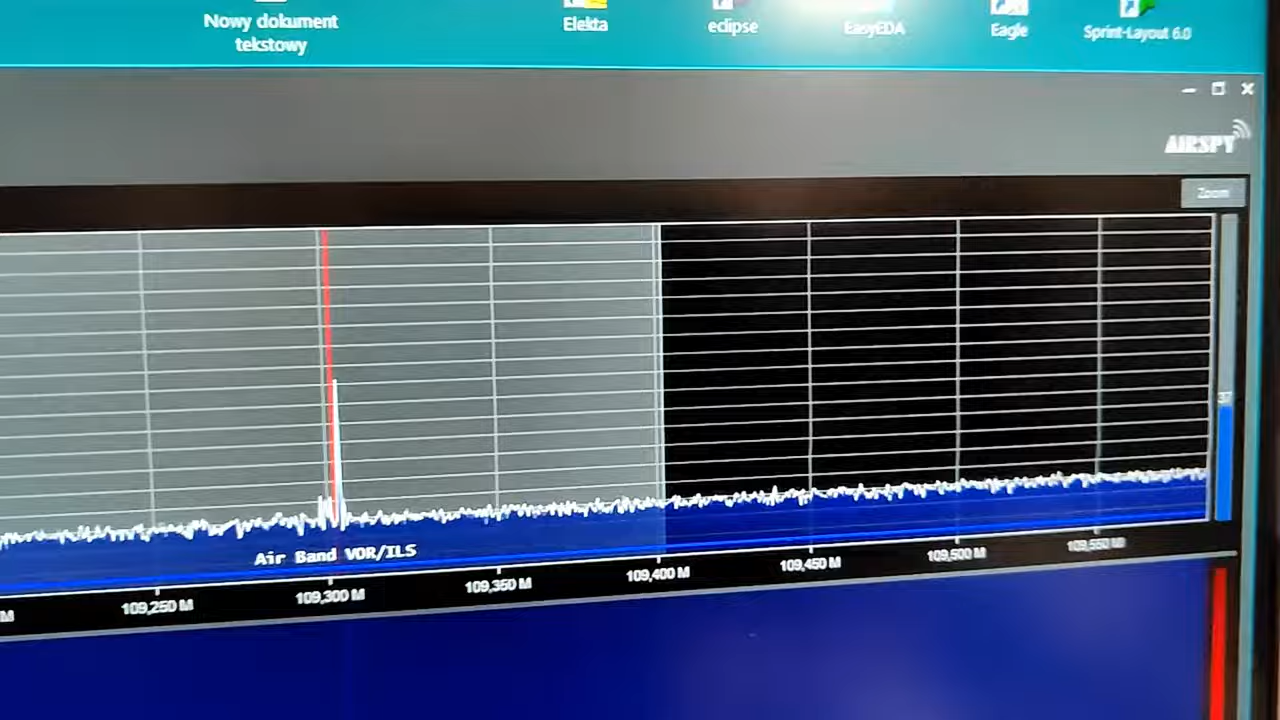 Nowy dokument
tekstowy
Elekta
eclipse
EasyEDA
Eagle
Sprint-Layout 6.0
AIRSPY
Zoom
37
Air Band VOR/ILS
M
109,250 M
109,300 M
109,350 M
109,400 M
109,450 M
109,500 M
109,550 M